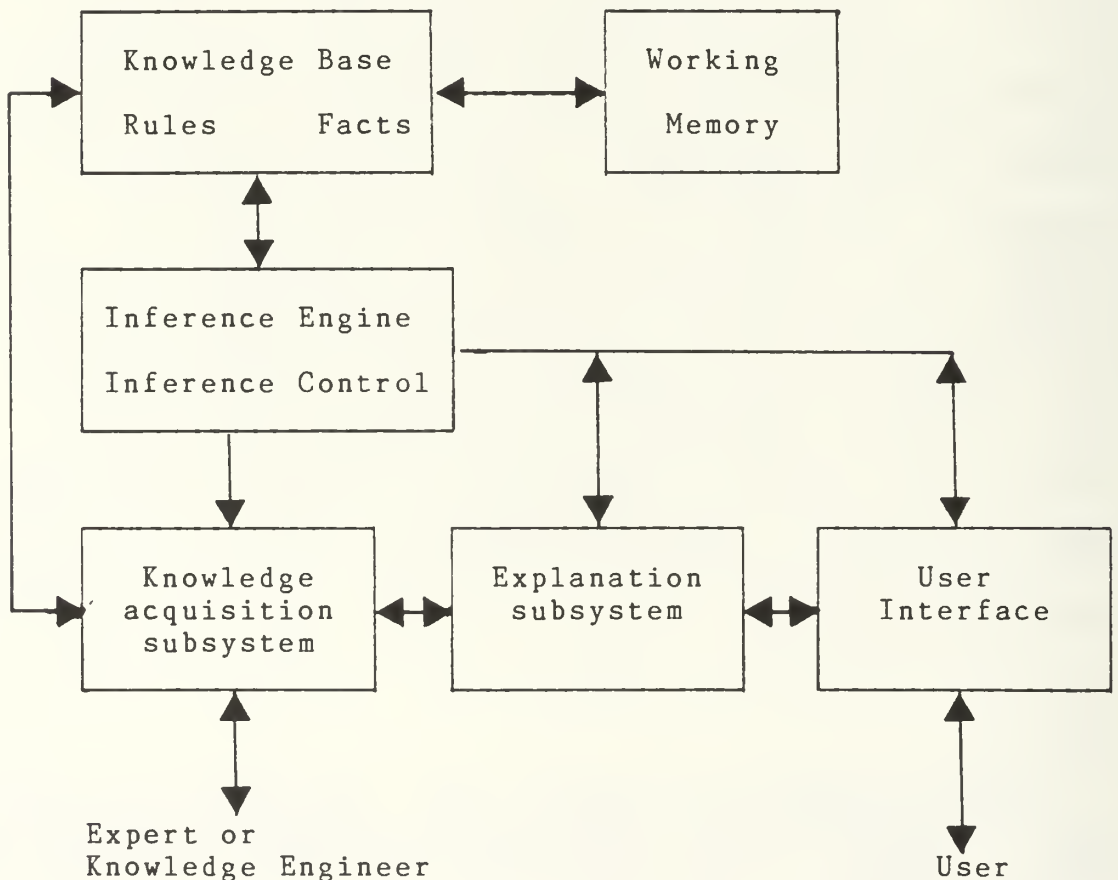 Knowledge Base
Rules Facts
Working
Memory
Inference Engine
Inference Control
Knowledge
acquisition
subsystem
Explanation
subsystem
User
Interface
Expert or
Knowledge Engineer
User